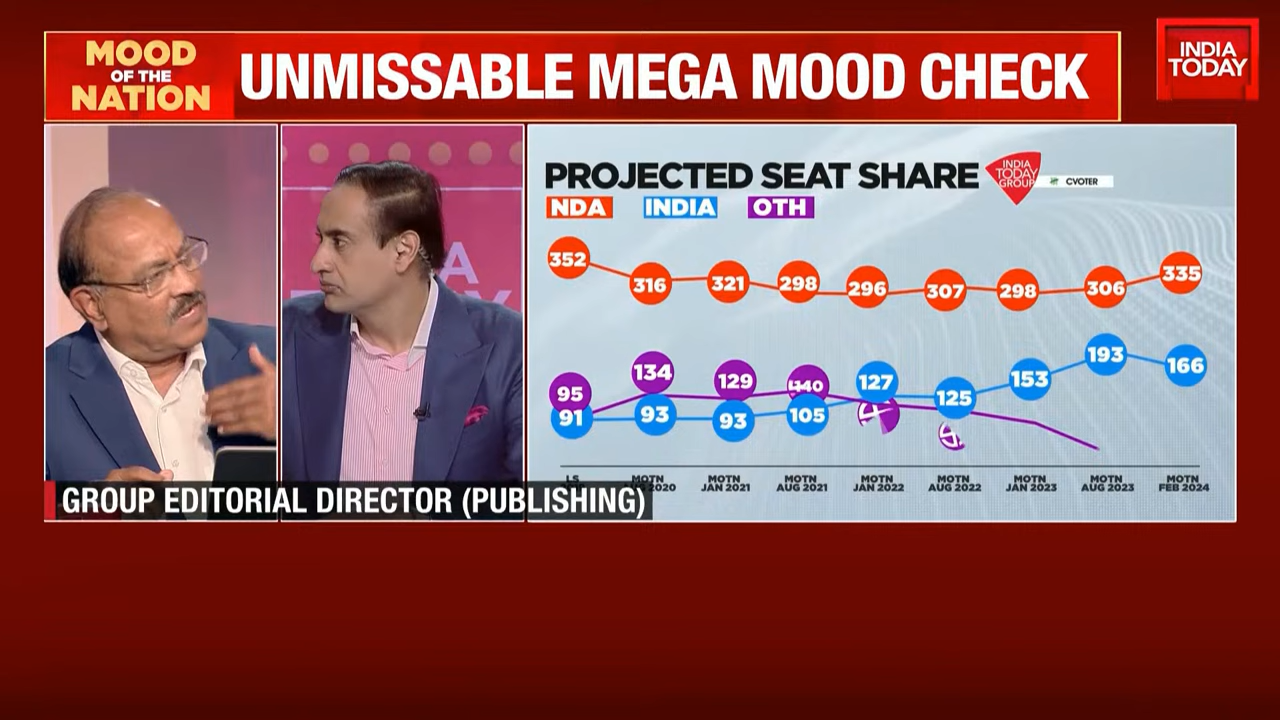 MOOD
OF THE
NATION
UNMISSABLE MEGA MOOD CHECK
INDIA
TODAY
PROJECTED SEAT SHARE
INDIA
TODAY
GROUP
CVOTER
NDA INDIA OTH
352 316 321 298 296 307 298 306 335
95 134 129 140
91 93 93 105 127 125 153 193 166
LS
MOTN
2020
MOTN
JAN 2021
MOTN
AUG 2021
MOTN
JAN 2022
MOTN
AUG 2022
MOTN
JAN 2023
MOTN
AUG 2023
MOTN
FEB 2024
GROUP EDITORIAL DIRECTOR (PUBLISHING)